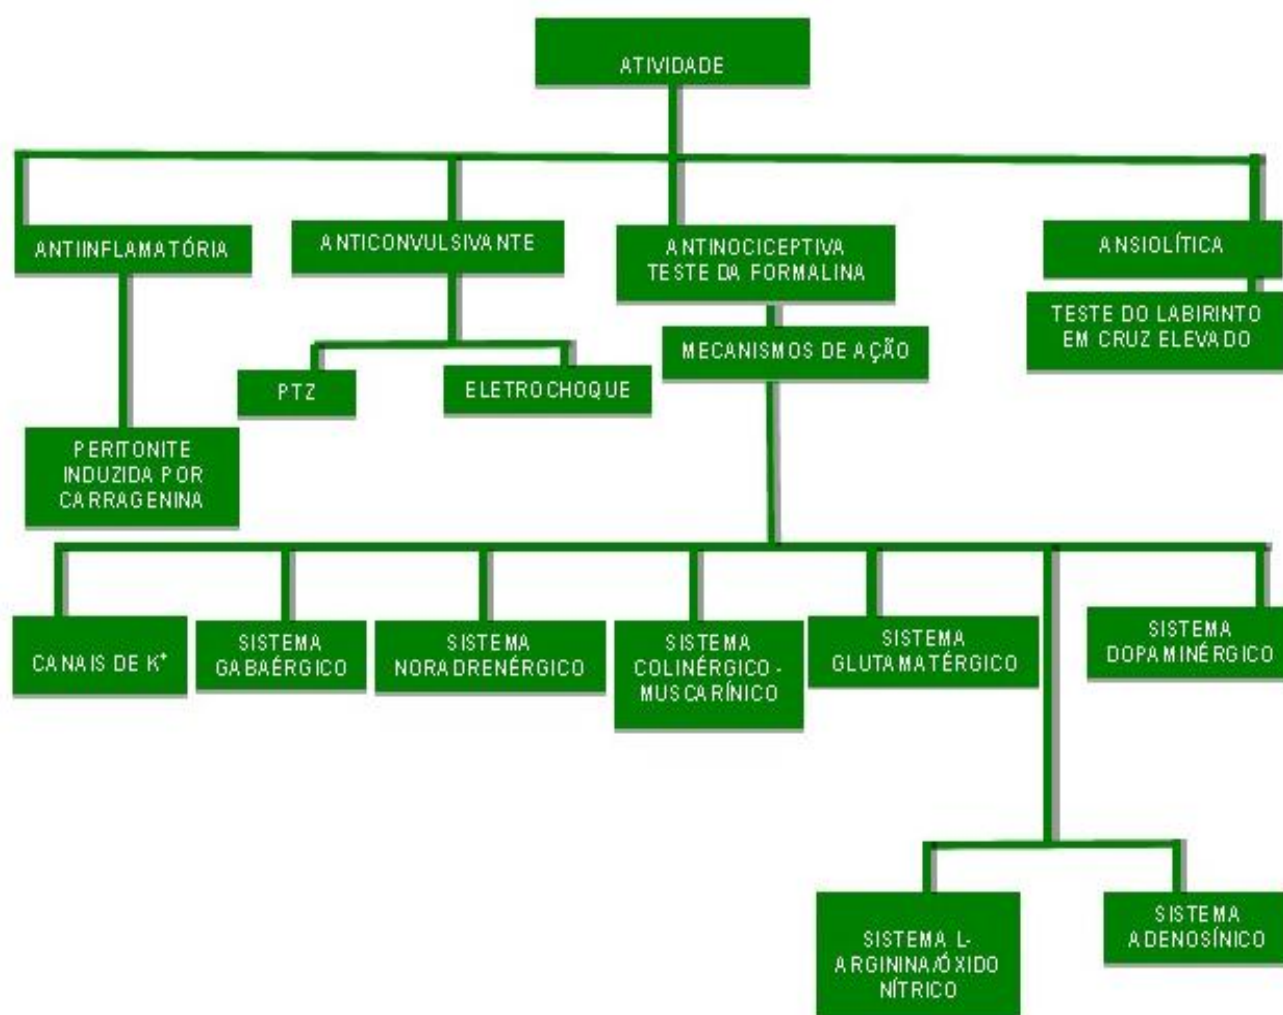 ATIVIDADE
ANTIINFLAMATÓRIA
ANTICONVULSIVANTE
ANTINOCICEPTIVA
TESTE DA FORMALINA
ANSIOLÍTICA
TESTE DO LABIRINTO
EM CRUZ ELEVADO
MECANISMOS DE AÇÃO
PTZ
ELETROCHOQUE
PERITONITE
INDUZIDA POR
CARRAGENINA
CANAIS DE K⁺
SISTEMA
GABAÉRGICO
SISTEMA
NORADRENÉRGICO
SISTEMA
COLINÉRGICO-
MUSCARÍNICO
SISTEMA
GLUTAMATÉRGICO
SISTEMA
DOPAMINÉRGICO
SISTEMA L-
ARGININA/ÓXIDO
NÍTRICO
SISTEMA
ADENOSÍNICO